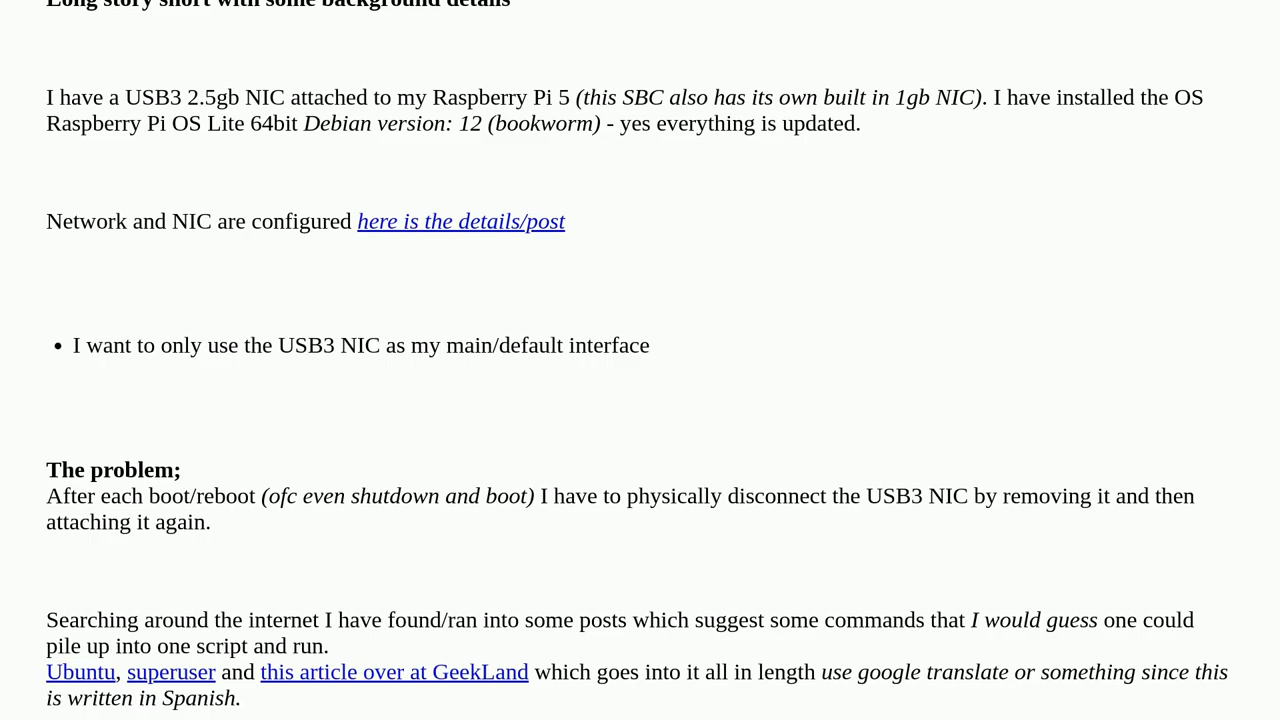 Long story short with some background details
I have a USB3 2.5gb NIC attached to my Raspberry Pi 5 (this SBC also has its own built in 1gb NIC). I have installed the OS
Raspberry Pi OS Lite 64bit Debian version: 12 (bookworm) - yes everything is updated.
Network and NIC are configured here is the details/post
• I want to only use the USB3 NIC as my main/default interface
The problem;
After each boot/reboot (ofc even shutdown and boot) I have to physically disconnect the USB3 NIC by removing it and then
attaching it again.
Searching around the internet I have found/ran into some posts which suggest some commands that I would guess one could
pile up into one script and run.
Ubuntu, superuser and this article over at GeekLand which goes into it all in length use google translate or something since this
is written in Spanish.